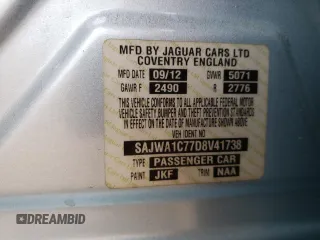 MFD BY JAGUAR CARS LTD
COVENTRY ENGLAND
MFD DATE 09/12 GVWR 5071
GAWR F 2490 R 2776
THIS VEHICLE CONFORMS TO ALL APPLICABLE FEDERAL MOTOR
VEHICLE SAFETY BUMPER AND THEFT PREVENTION STANDARDS
IN EFFECT ON THE DATE OF MANUFACTURE SHOWN ABOVE
VEH IDENT Nº
SAJWA1C77D8V41738
TYPE PASSENGER CAR
PAINT JKF TRIM NAA
DREAMBID